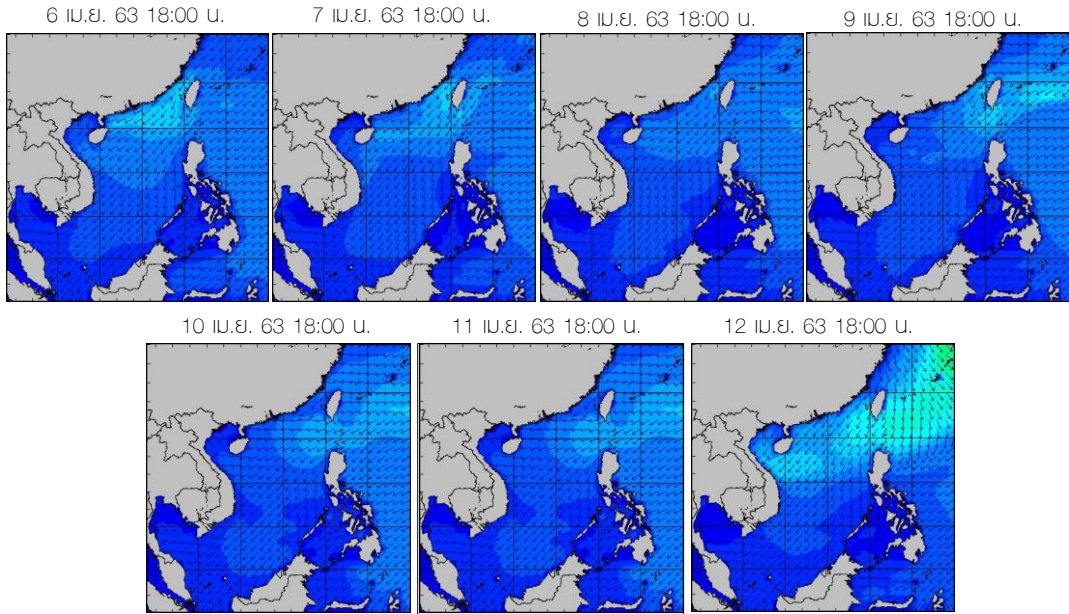 6 เม.ย. 63 18:00 น.
7 เม.ย. 63 18:00 น.
8 เม.ย. 63 18:00 น.
9 เม.ย. 63 18:00 น.
10 เม.ย. 63 18:00 น.
11 เม.ย. 63 18:00 น.
12 เม.ย. 63 18:00 น.